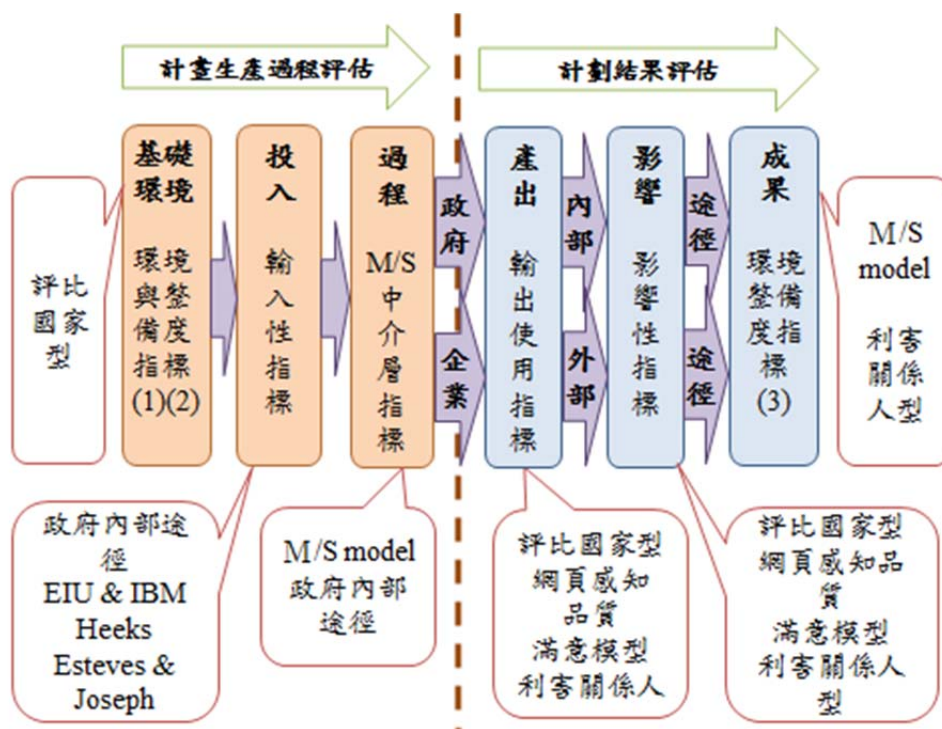 計畫生產過程評估
計劃結果評估
基礎
環境
環境
與整
備度
指標
(1)(2)
投
入
輸
入
性
指
標
過
程
M/S
中
介
層
指
標
政
府
企
業
產
出
輸
出
使
用
指
標
內
部
外
部
影
響
影
響
性
指
標
途
徑
途
徑
成
果
環境
整備
度指
標
(3)
評比
國家
型
M/S
model
利害
關係
人型
政府內部途
徑
EIU & IBM
Heeks
Esteves &
Joseph
M/S model
政府內部
途徑
評比國家型
網頁感知
品質
滿意模型
利害關係人
評比國家型
網頁感知品
質
滿意模型
利害關係人
型